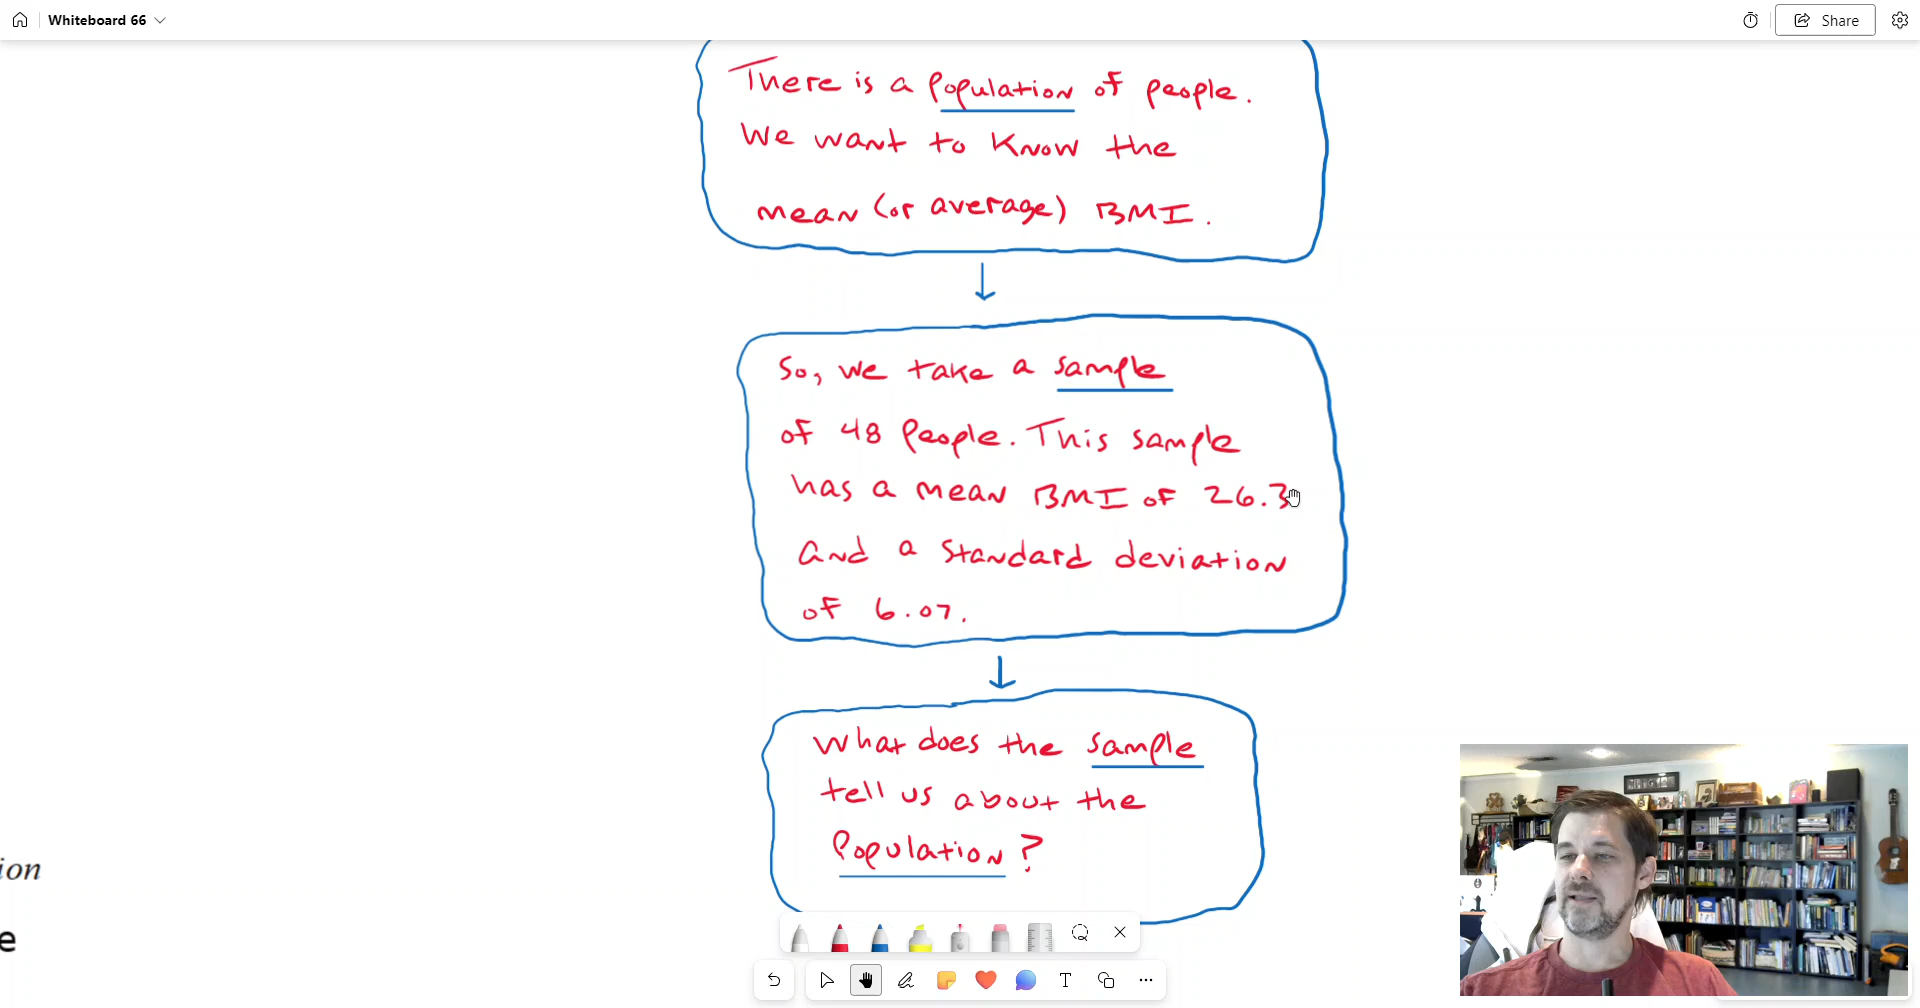 Whiteboard 66
Share
There is a population of people.
We want to know the
mean (or average) BMI.
So, we take a sample
of 48 people. This sample
has a mean BMI of 26.3
and a standard deviation
of 6.07.
What does the sample
tell us about the
population?
ion
e
T